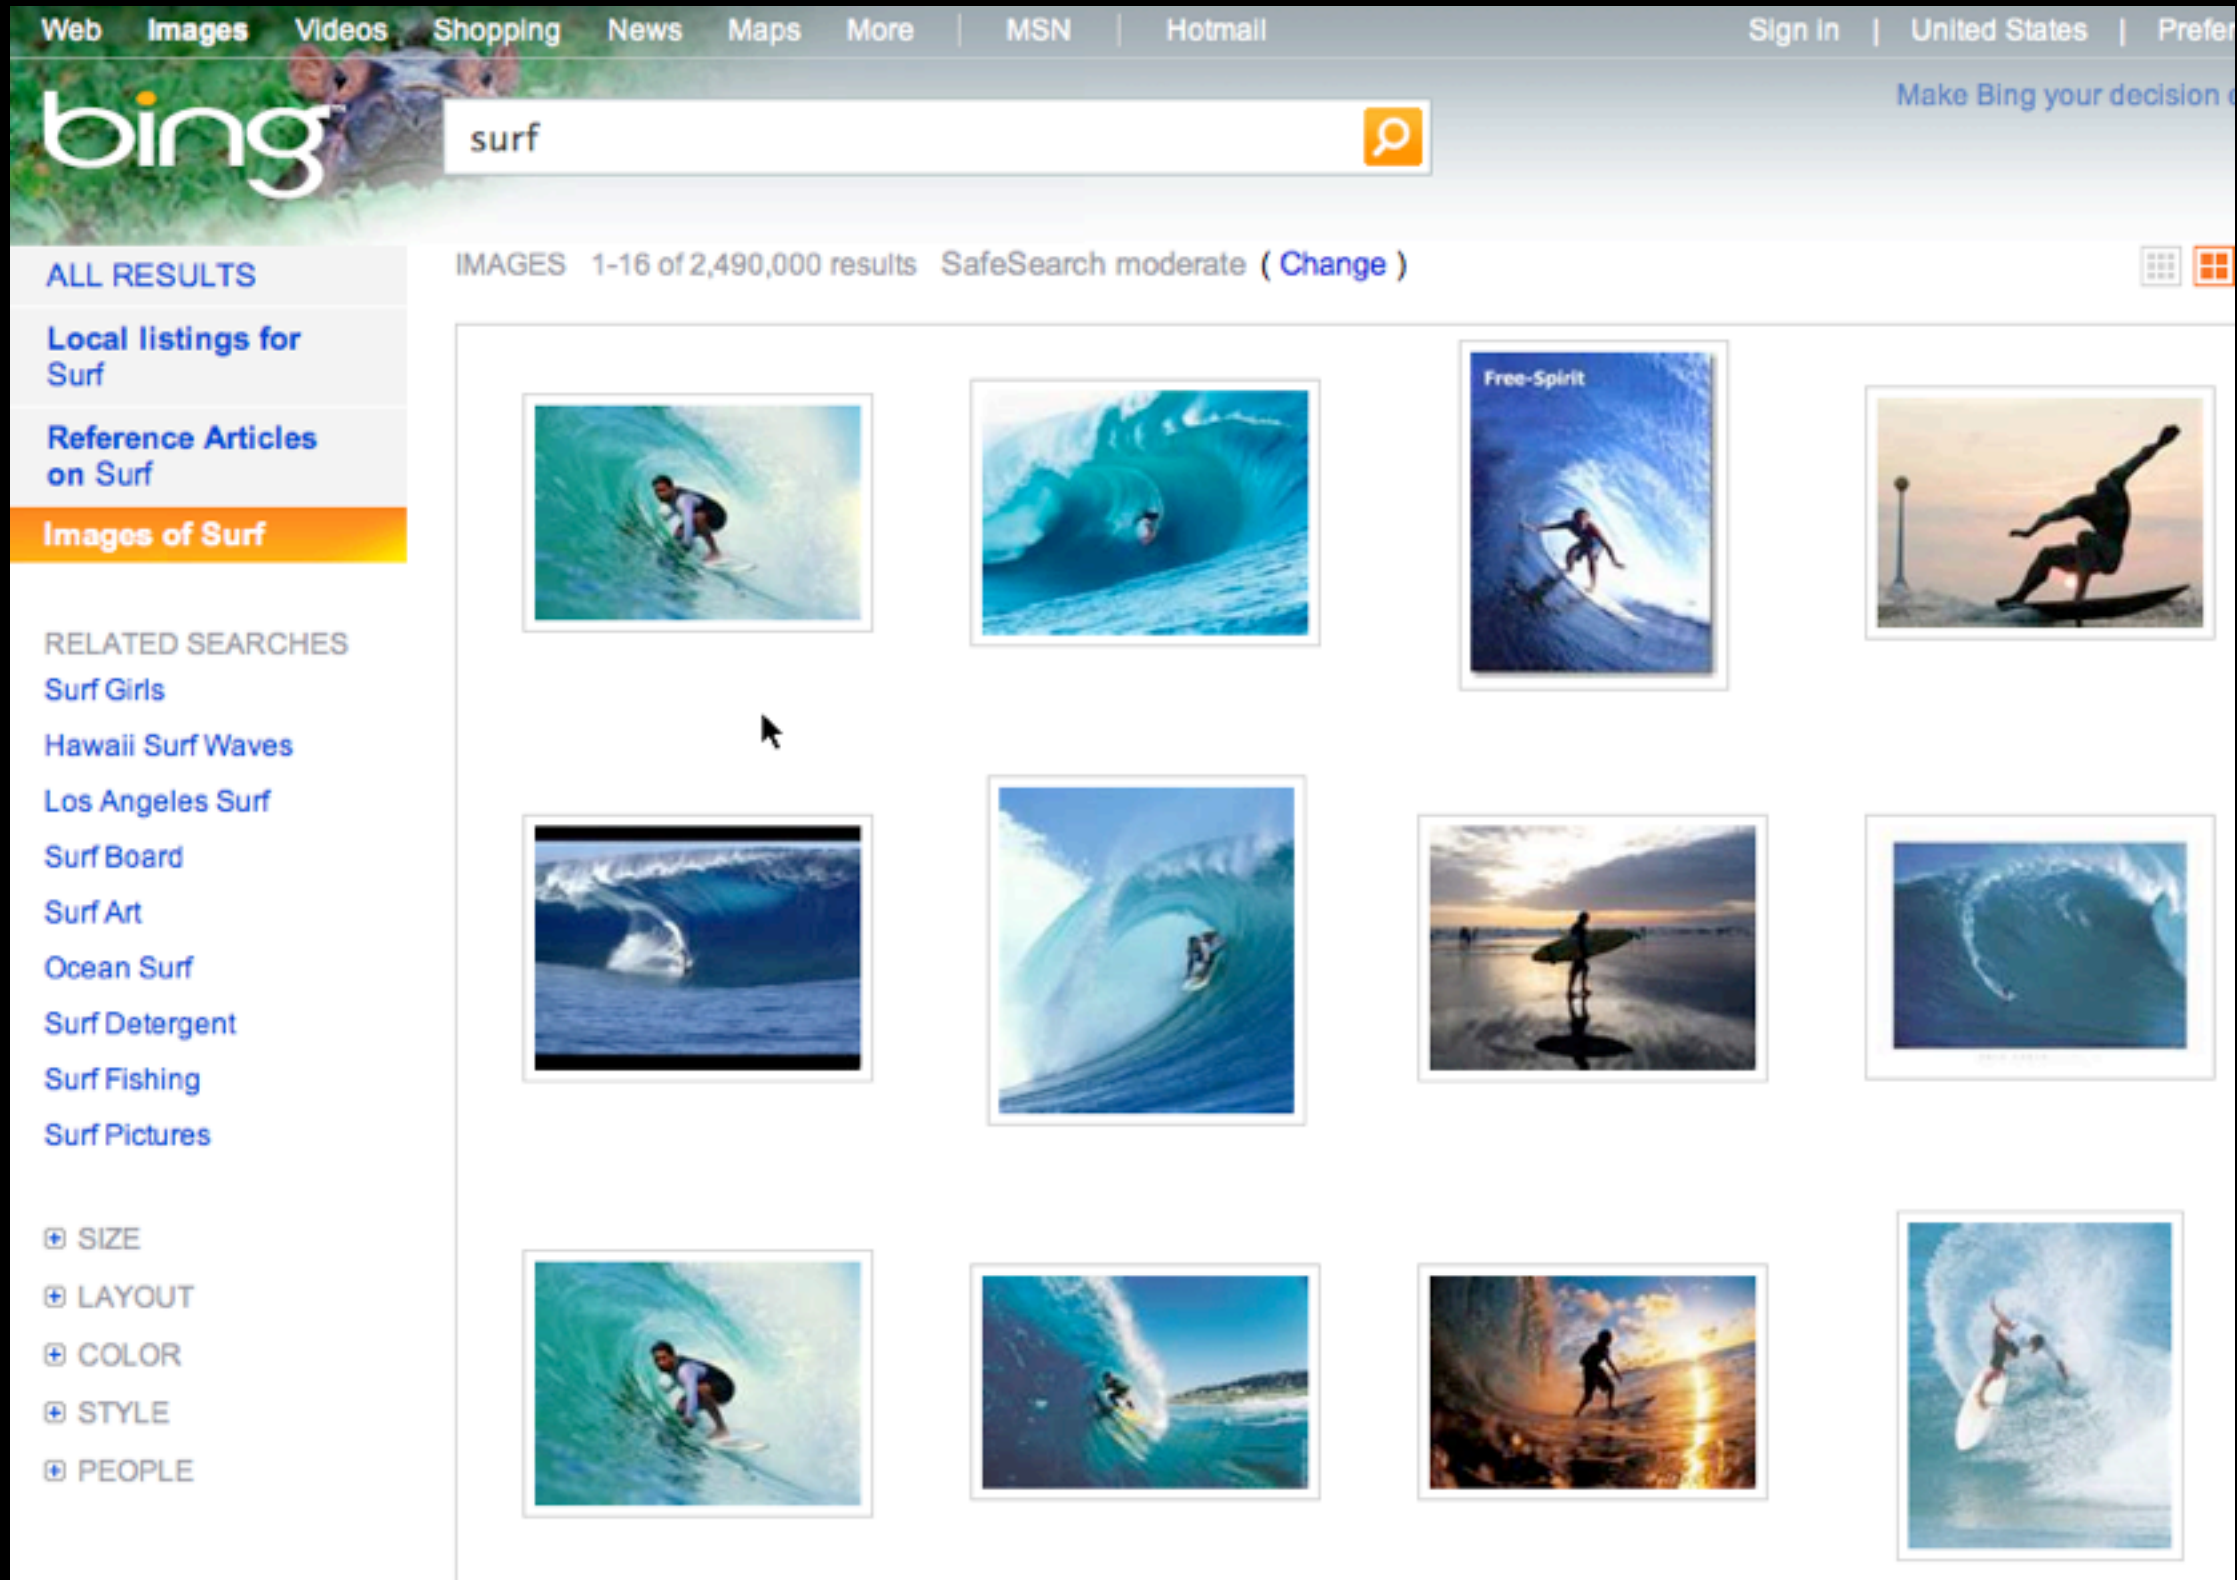 Web Images Videos Shopping News Maps More | MSN | Hotmail Sign in | United States | Prefer
bing™
surf
Make Bing your decision
ALL RESULTS
Local listings for
Surf
Reference Articles
on Surf
Images of Surf
RELATED SEARCHES
Surf Girls
Hawaii Surf Waves
Los Angeles Surf
Surf Board
Surf Art
Ocean Surf
Surf Detergent
Surf Fishing
Surf Pictures
SIZE
LAYOUT
COLOR
STYLE
PEOPLE
IMAGES 1-16 of 2,490,000 results SafeSearch moderate ( Change )
Free-Spirit